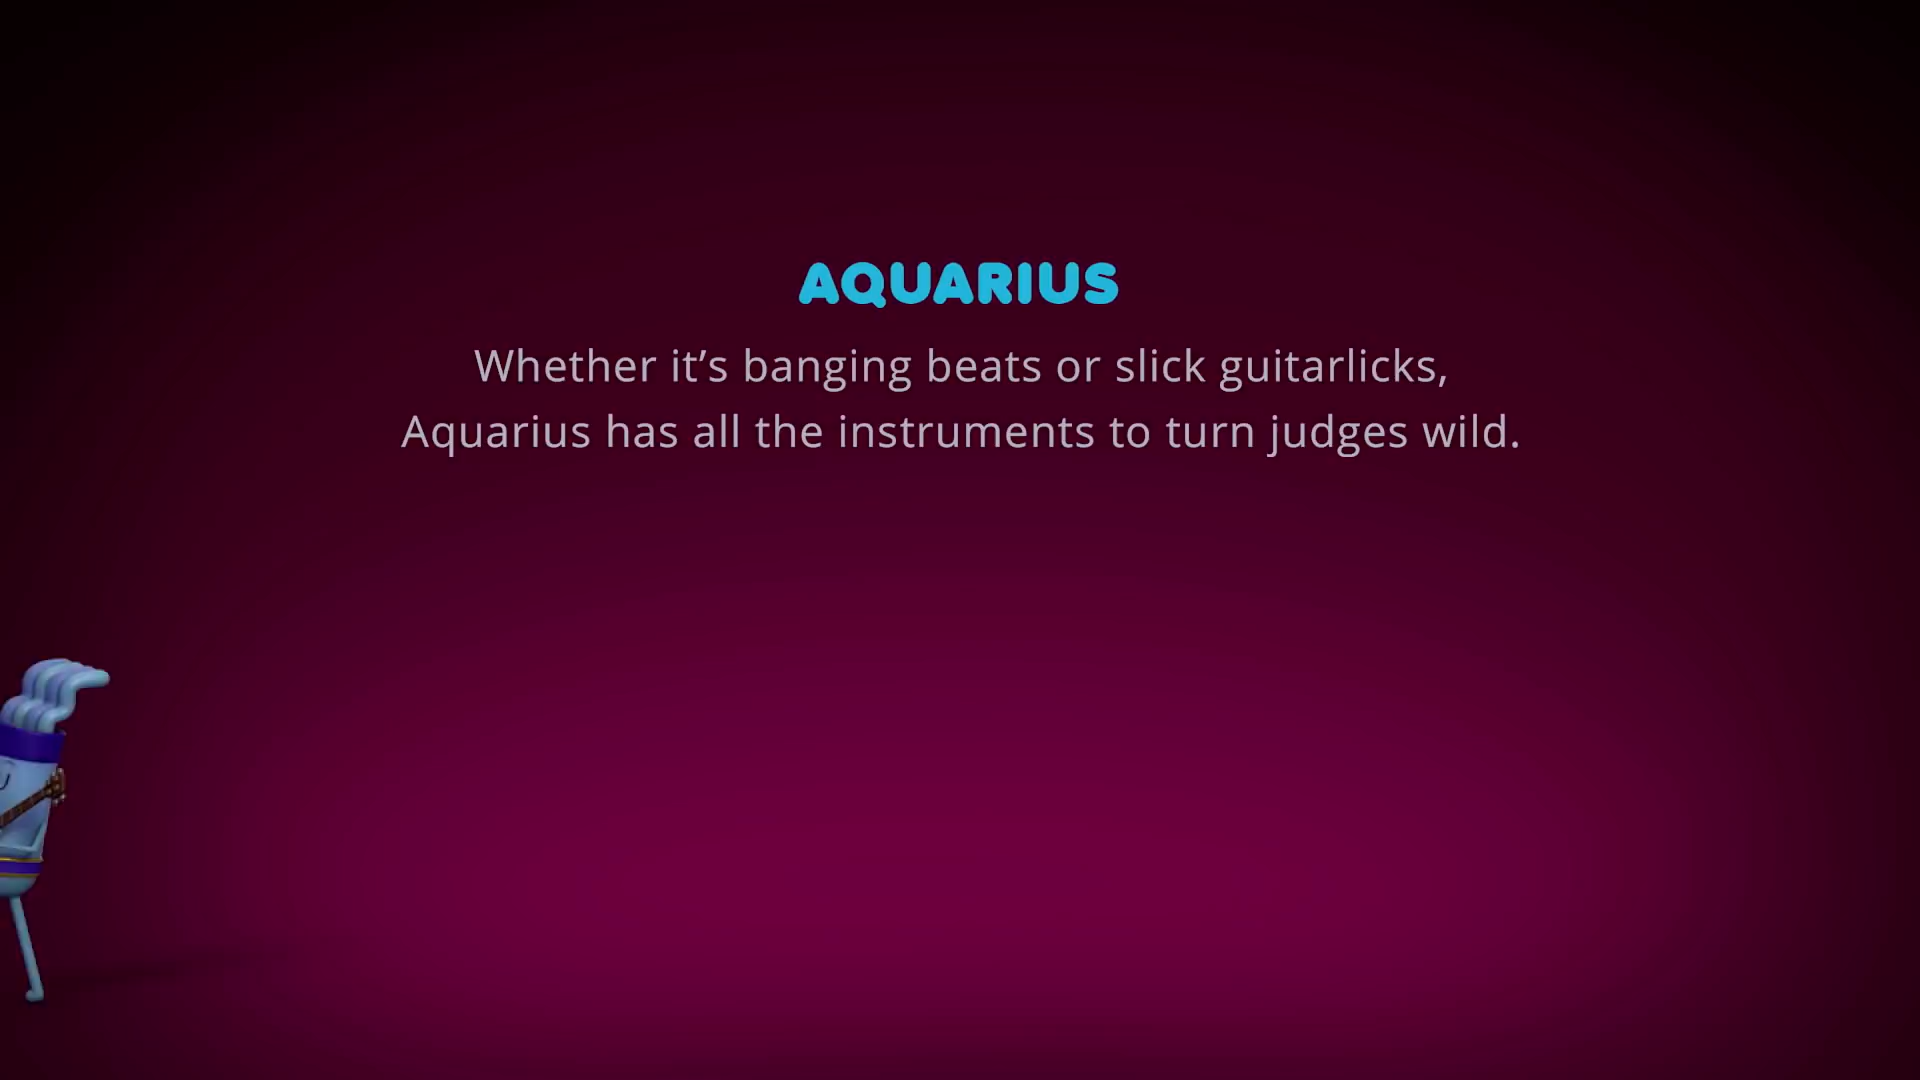 AQUARIUS
Whether it’s banging beats or slick guitarlicks,
Aquarius has all the instruments to turn judges wild.